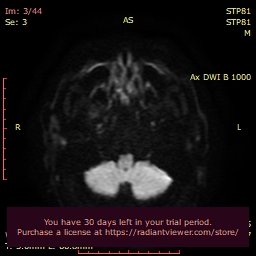 Im: 3/44
Se: 3
AS
STP81
STP81
M
Ax DWI B 1000
R
L
You have 30 days left in your trial period.
Purchase a license at https://radiantviewer.com/store/